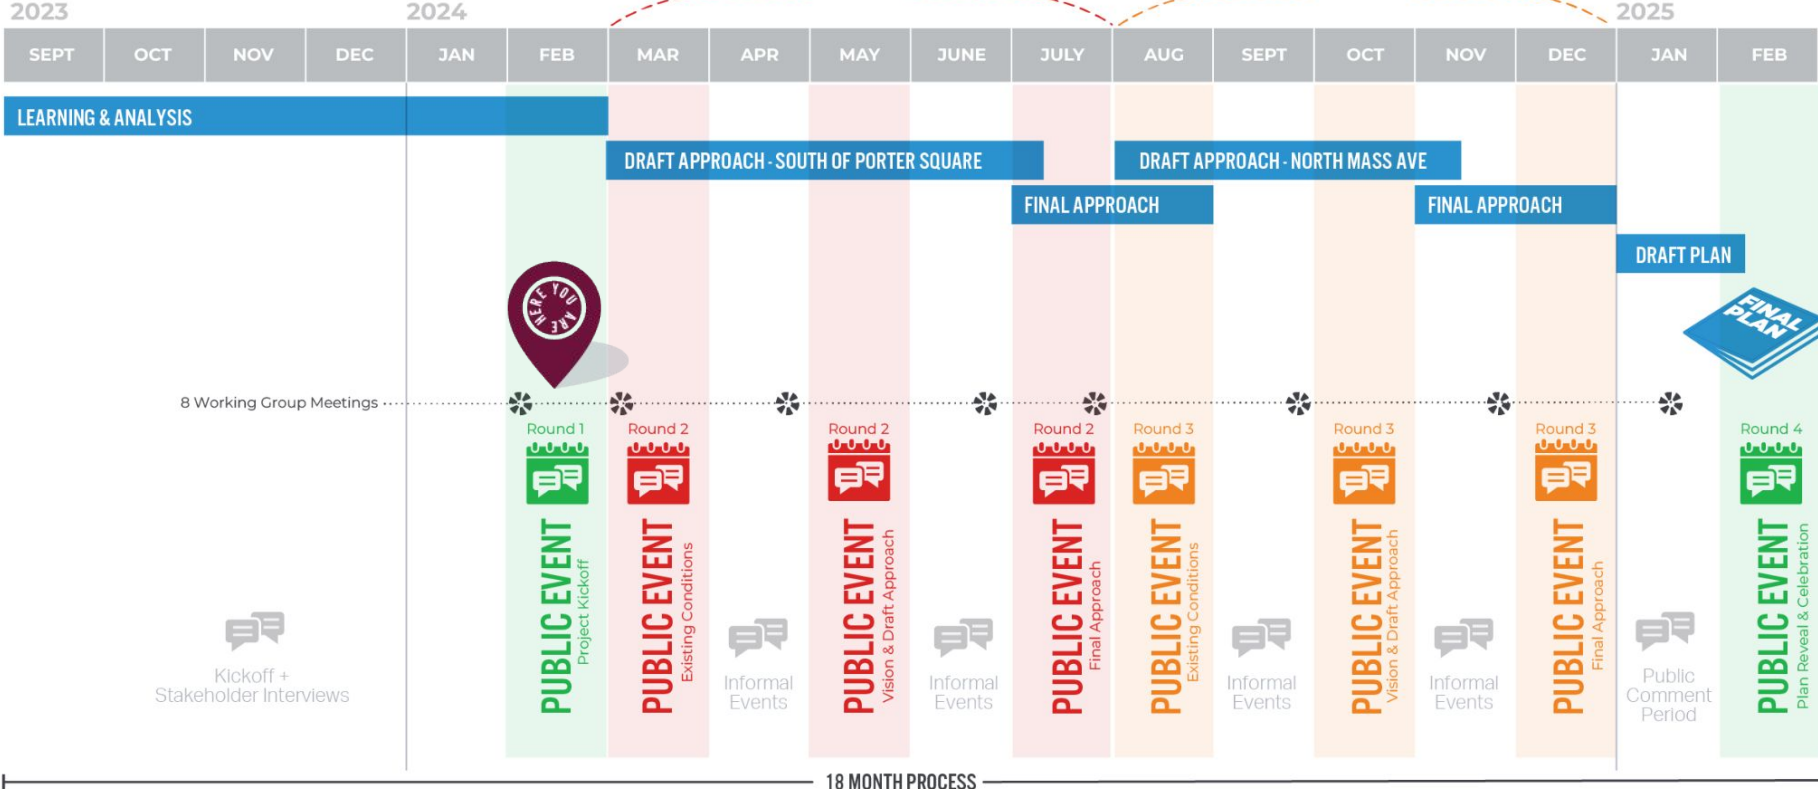 2023
2024
2025
SEPT
OCT
NOV
DEC
JAN
FEB
MAR
APR
MAY
JUNE
JULY
AUG
SEPT
OCT
NOV
DEC
JAN
FEB
LEARNING & ANALYSIS
DRAFT APPROACH - SOUTH OF PORTER SQUARE
DRAFT APPROACH - NORTH MASS AVE
FINAL APPROACH
FINAL APPROACH
DRAFT PLAN
YOU ARE HERE
FINAL
PLAN
8 Working Group Meetings
Round 1
Round 2
Round 2
Round 2
Round 3
Round 3
Round 3
Round 4
Kickoff +
Stakeholder Interviews
PUBLIC EVENT
Project Kickoff
PUBLIC EVENT
Existing Conditions
Informal
Events
PUBLIC EVENT
Vision & Draft Approach
Informal
Events
PUBLIC EVENT
Final Approach
PUBLIC EVENT
Existing Conditions
Informal
Events
PUBLIC EVENT
Vision & Draft Approach
Informal
Events
PUBLIC EVENT
Final Approach
Public
Comment
Period
PUBLIC EVENT
Plan Reveal & Celebration
18 MONTH PROCESS